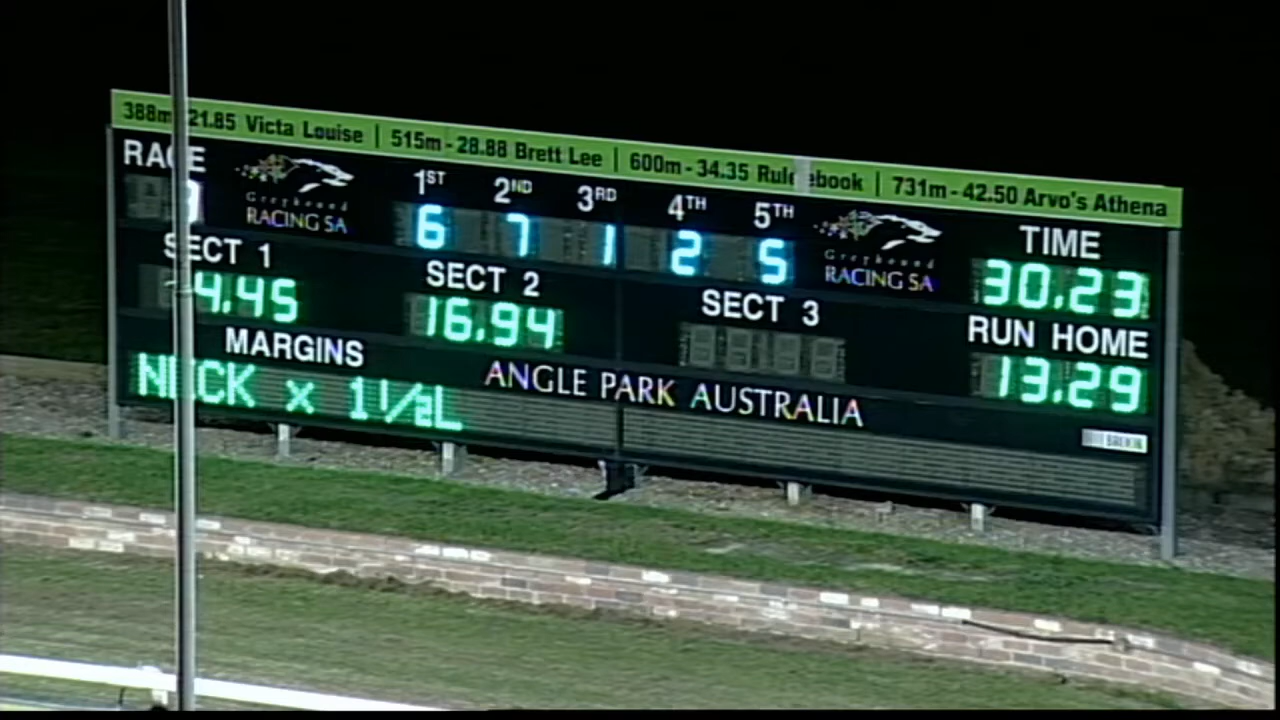 388m 21.85 Victa Louise | 515m - 28.88 Brett Lee | 600m - 34.35 Rulebook | 731m - 42.50 Arvo's Athena
RACE
Greyhound
RACING SA
1ST 2ND 3RD 4TH 5TH
6 7 1 2 5
Greyhound
RACING SA
TIME
30.23
SECT 1
4.45
SECT 2
16.94
SECT 3
RUN HOME
13.29
MARGINS
NECK x 1 1/2L
ANGLE PARK AUSTRALIA